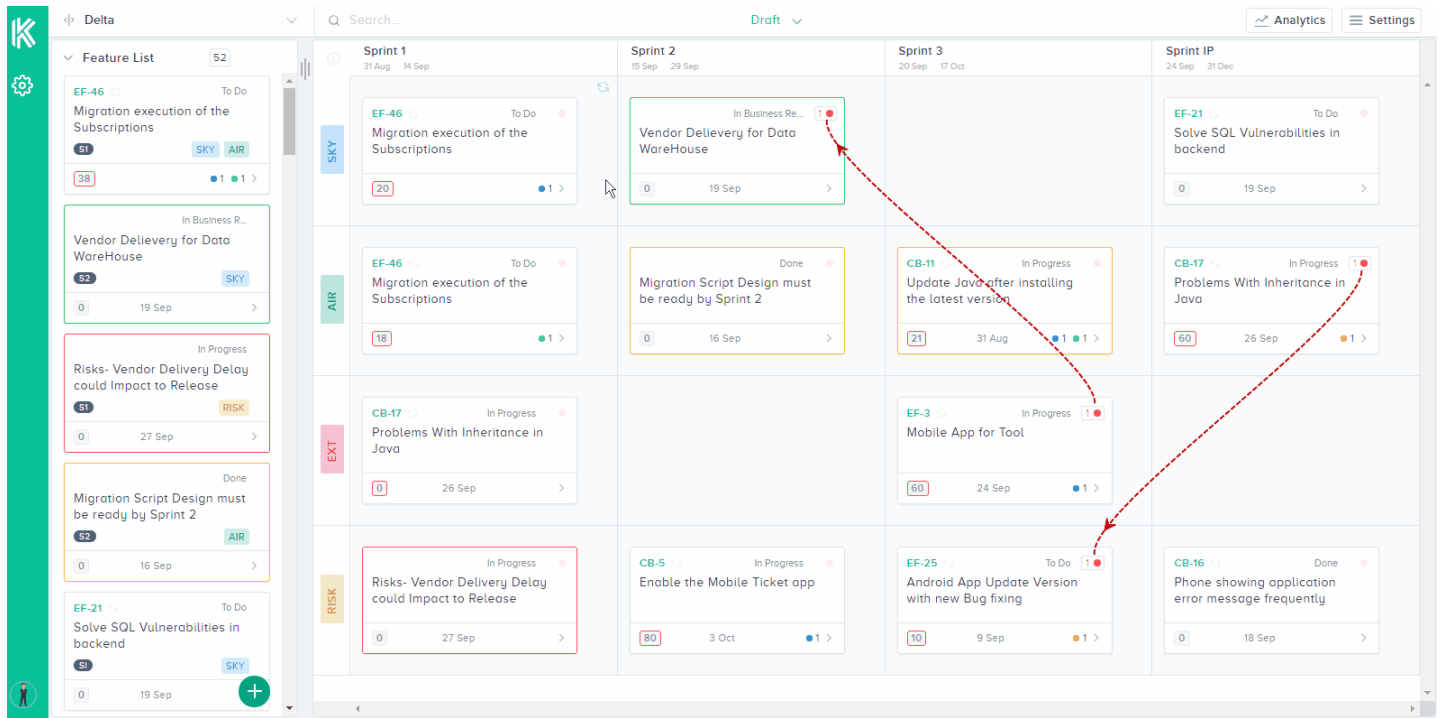 Delta
Search...
Draft
Analytics
Settings
Feature List
52
EF-46
To Do
Migration execution of the
Subscriptions
S1
SKY
AIR
38
1
1
In Business R...
Vendor Delievery for Data
WareHouse
S2
SKY
0
19 Sep
In Progress
Risks- Vendor Delivery Delay
could Impact to Release
S1
RISK
0
27 Sep
Done
Migration Script Design must
be ready by Sprint 2
S2
AIR
0
16 Sep
EF-21
To Do
Solve SQL Vulnerabilities in
backend
SI
SKY
0
19 Sep
Sprint 1
31 Aug 14 Sep
Sprint 2
15 Sep 29 Sep
Sprint 3
20 Sep 17 Oct
Sprint IP
24 Sep 31 Dec
SKY
EF-46
To Do
Migration execution of the
Subscriptions
20
1
In Business Re...
1
Vendor Delievery for Data
WareHouse
0
19 Sep
EF-21
To Do
Solve SQL Vulnerabilities in
backend
0
19 Sep
AIR
EF-46
To Do
Migration execution of the
Subscriptions
18
1
Done
Migration Script Design must
be ready by Sprint 2
0
16 Sep
CB-11
In Progress
Update Java after installing
the latest version
21
31 Aug
1
1
CB-17
In Progress
1
Problems With Inheritance in
Java
60
26 Sep
1
EXT
CB-17
In Progress
Problems With Inheritance in
Java
0
26 Sep
EF-3
In Progress
1
Mobile App for Tool
60
24 Sep
1
RISK
In Progress
Risks- Vendor Delivery Delay
could Impact to Release
0
27 Sep
CB-5
In Progress
Enable the Mobile Ticket app
80
3 Oct
1
EF-25
To Do
1
Android App Update Version
with new Bug fixing
10
9 Sep
1
CB-16
Done
Phone showing application
error message frequently
0
18 Sep